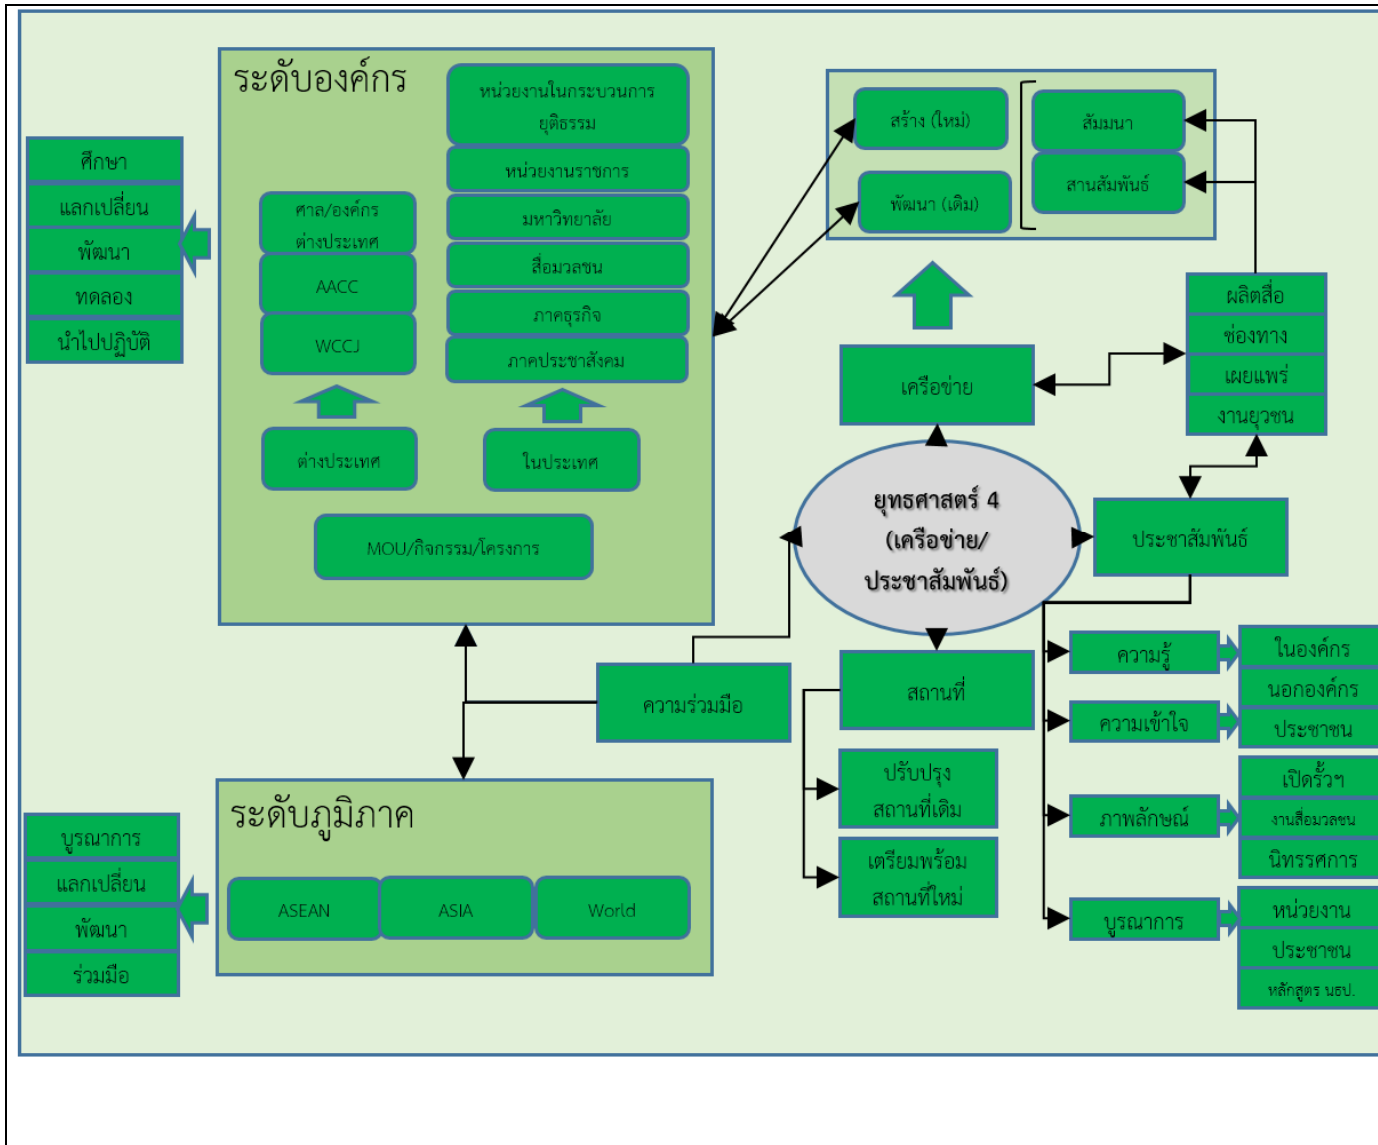 ระดับองค์กร
หน่วยงานในกระบวนการ
ยุติธรรม
หน่วยงานราชการ
มหาวิทยาลัย
สื่อมวลชน
ภาคธุรกิจ
ภาคประชาสังคม
ศาล/องค์กร
ต่างประเทศ
AACC
WCCJ
ต่างประเทศ
ในประเทศ
MOU/กิจกรรม/โครงการ
ศึกษา
แลกเปลี่ยน
พัฒนา
ทดลอง
นำไปปฏิบัติ
สร้าง (ใหม่)
พัฒนา (เดิม)
สัมมนา
สานสัมพันธ์
ผลิตสื่อ
ช่องทาง
เผยแพร่
งานยุวชน
เครือข่าย
ยุทธศาสตร์ 4
(เครือข่าย/
ประชาสัมพันธ์)
ประชาสัมพันธ์
ความร่วมมือ
สถานที่
ปรับปรุง
สถานที่เดิม
เตรียมพร้อม
สถานที่ใหม่
ความรู้
ความเข้าใจ
ภาพลักษณ์
บูรณาการ
ในองค์กร
นอกองค์กร
ประชาชน
เปิดรั้วฯ
งานสื่อมวลชน
นิทรรศการ
หน่วยงาน
ประชาชน
หลักสูตร นธป.
ระดับภูมิภาค
ASEAN
ASIA
World
บูรณาการ
แลกเปลี่ยน
พัฒนา
ร่วมมือ